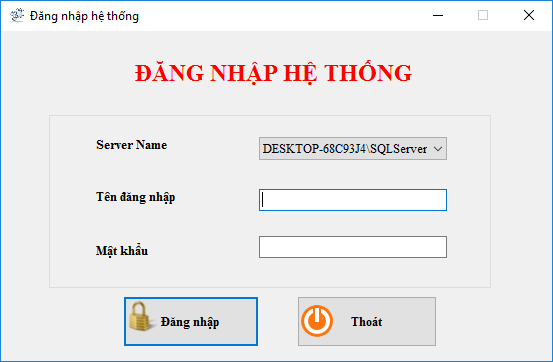 Đăng nhập hệ thống
ĐĂNG NHẬP HỆ THỐNG
Server Name DESKTOP-68C93J4\SQLServer
Tên đăng nhập
Mật khẩu
Đăng nhập Thoát